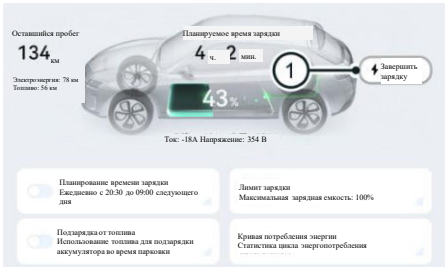 Оставшийся пробег
134 км
Электроэнергия: 78 км
Топливо: 56 км
Планируемое время зарядки
4 ч. 2 мин.
1
Завершить
зарядку
43 %
Ток: -18А Напряжение: 354 В
Планирование времени зарядки
Ежедневно с 20:30 до 09:00 следующего
дня
Лимит зарядки
Максимальная зарядная емкость: 100%
Подзарядка от топлива
Использование топлива для подзарядки
аккумулятора во время парковки
Кривая потребления энергии
Статистика цикла энергопотребления